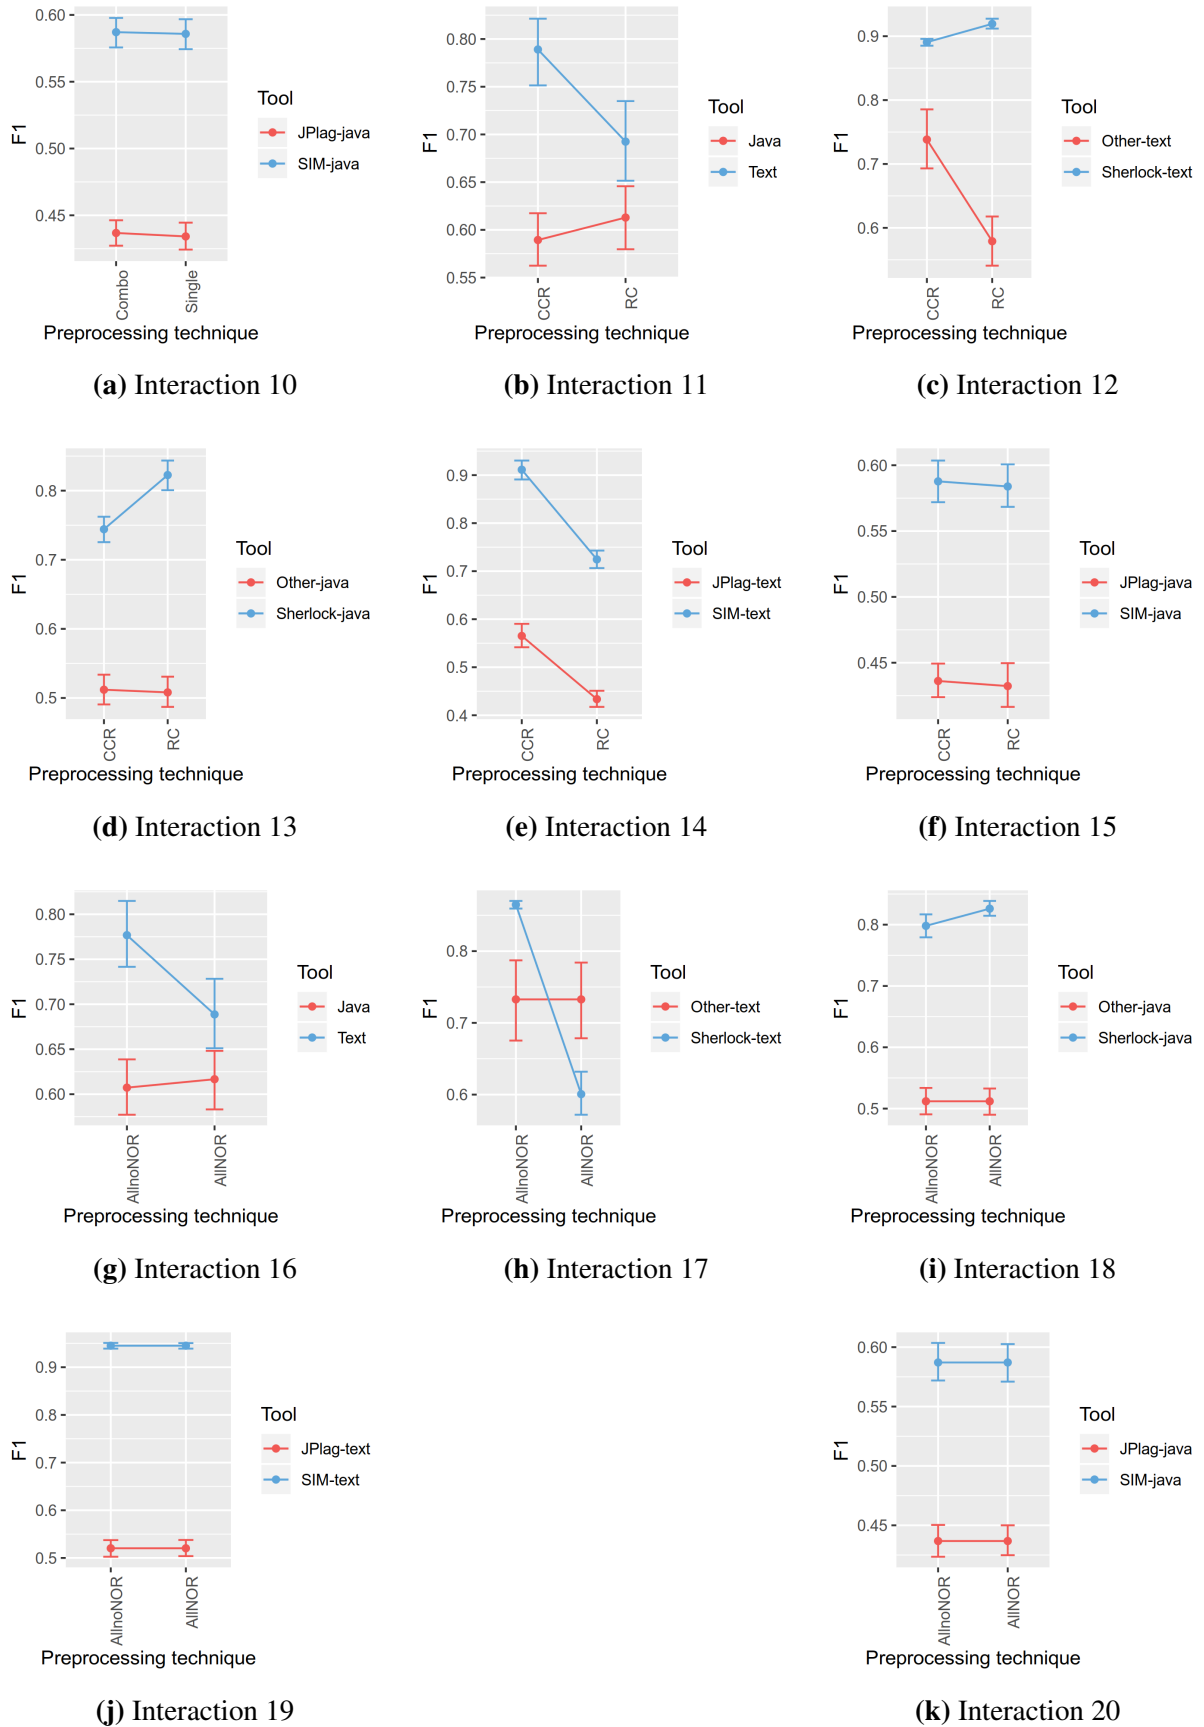 0.60
0.55
0.50
0.45
F1
Combo
Single
Preprocessing technique
Tool
JPlag-java
SIM-java
(a) Interaction 10
0.80
0.75
0.70
0.65
0.60
0.55
F1
CCR
RC
Preprocessing technique
Tool
Java
Text
(b) Interaction 11
0.9
0.8
0.7
0.6
F1
CCR
RC
Preprocessing technique
Tool
Other-text
Sherlock-text
(c) Interaction 12
0.8
0.7
0.6
0.5
F1
CCR
RC
Preprocessing technique
Tool
Other-java
Sherlock-java
(d) Interaction 13
0.9
0.8
0.7
0.6
0.5
0.4
F1
CCR
RC
Preprocessing technique
Tool
JPlag-text
SIM-text
(e) Interaction 14
0.60
0.55
0.50
0.45
F1
CCR
RC
Preprocessing technique
Tool
JPlag-java
SIM-java
(f) Interaction 15
0.80
0.75
0.70
0.65
0.60
F1
AllnoNOR
AllNOR
Preprocessing technique
Tool
Java
Text
(g) Interaction 16
0.8
0.7
0.6
F1
AllnoNOR
AllNOR
Preprocessing technique
Tool
Other-text
Sherlock-text
(h) Interaction 17
0.8
0.7
0.6
0.5
F1
AllnoNOR
AllNOR
Preprocessing technique
Tool
Other-java
Sherlock-java
(i) Interaction 18
0.9
0.8
0.7
0.6
0.5
F1
AllnoNOR
AllNOR
Preprocessing technique
Tool
JPlag-text
SIM-text
(j) Interaction 19
0.60
0.55
0.50
0.45
F1
AllnoNOR
AllNOR
Preprocessing technique
Tool
JPlag-java
SIM-java
(k) Interaction 20